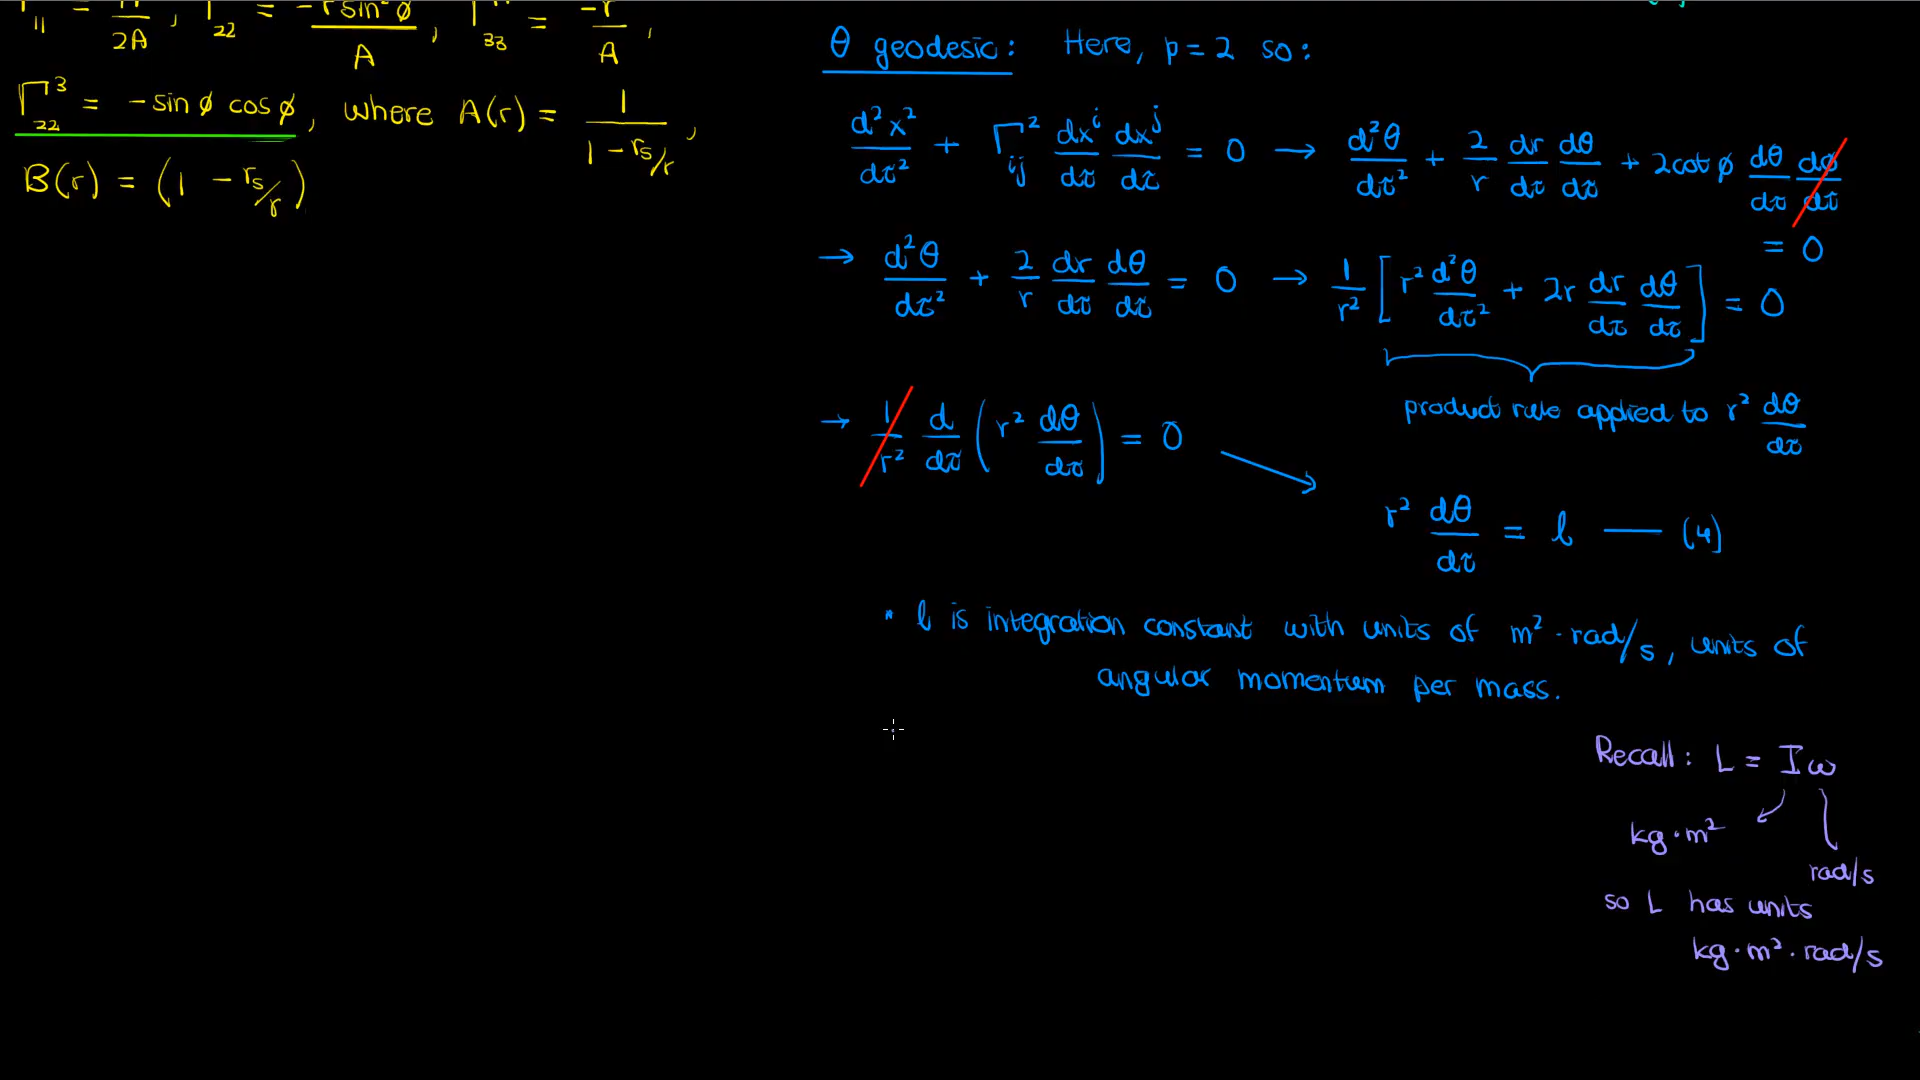 Γ₂₂ = -r sin²φ / A, Γ₃₃ = -r / A,
Γ³₂₂ = -sin φ cos φ, where A(r) = 1 / (1 - rs/r),
B(r) = (1 - rs/r)
θ geodesic: Here, p = 2 so:
d²x²/dτ² + Γ²ij dxⁱ/dτ dxʲ/dτ = 0 → d²θ/dτ² + 2/r dr/dτ dθ/dτ + 2cot φ dθ/dτ dφ/dτ
= 0
→ d²θ/dτ² + 2/r dr/dτ dθ/dτ = 0 → 1/r² [r² d²θ/dτ² + 2r dr/dτ dθ/dτ] = 0
product rule applied to r² dθ/dτ
→ 1/r² d/dτ (r² dθ/dτ) = 0
r² dθ/dτ = l — (4)
* l is integration constant with units of m² · rad/s, units of
angular momentum per mass.
Recall: L = Iω
kg·m²
rad/s
so L has units
kg·m²·rad/s